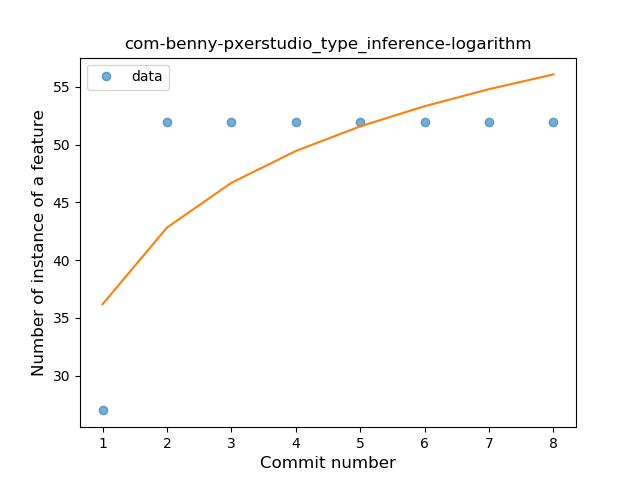 com-benny-pxerstudio_type_inference-logarithm
data
Number of instance of a feature
55
50
45
40
35
30
1 2 3 4 5 6 7 8
Commit number